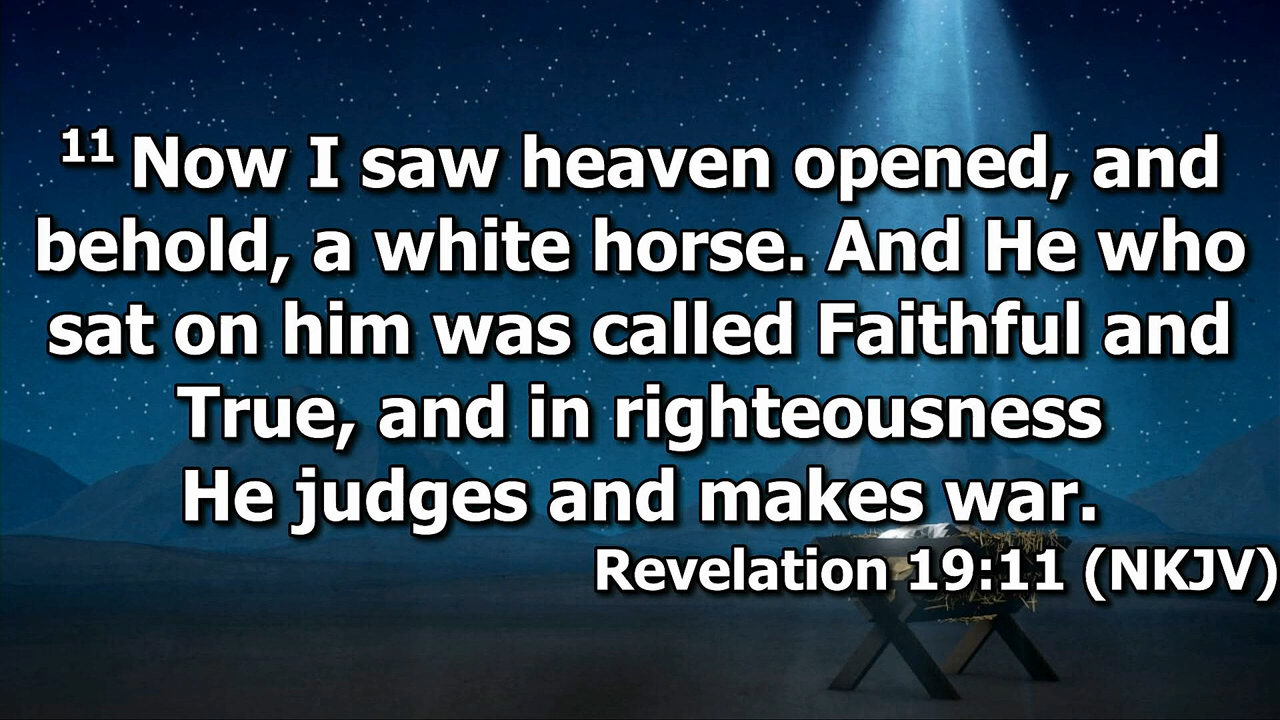 11 Now I saw heaven opened, and
behold, a white horse. And He who
sat on him was called Faithful and
True, and in righteousness
He judges and makes war.
Revelation 19:11 (NKJV)